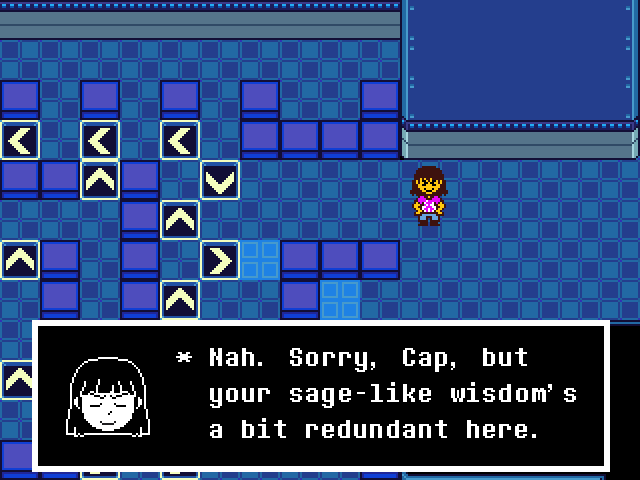 * Nah. Sorry, Cap, but
your sage-like wisdom's
a bit redundant here.